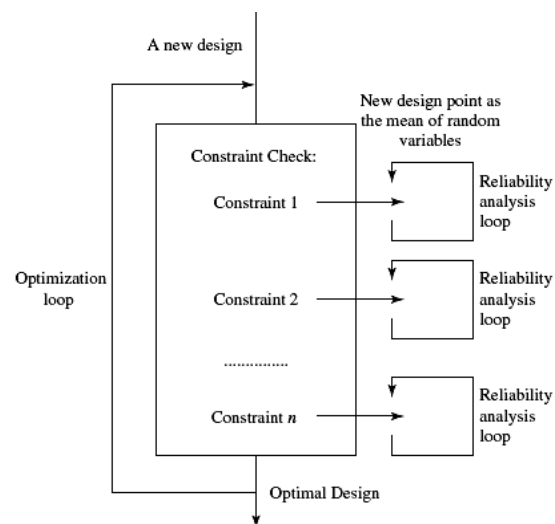 A new design
New design point as
the mean of random
variables
Constraint Check:
Constraint 1
Reliability
analysis
loop
Optimization
loop
Constraint 2
Reliability
analysis
loop
...............
Constraint n
Reliability
analysis
loop
Optimal Design